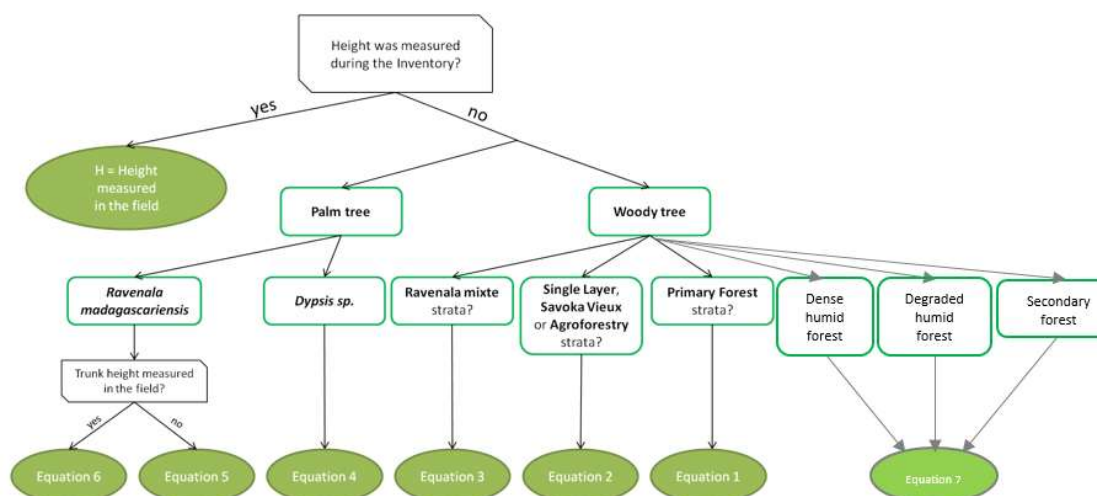 Height was measured
during the Inventory?
yes
no
H = Height
measured
in the field
Palm tree
Woody tree
Ravenala
madagascariensis
Dypsis sp.
Ravenala mixte
strata?
Single Layer,
Savoka Vieux
or Agroforestry
strata?
Primary Forest
strata?
Dense
humid
forest
Degraded
humid
forest
Secondary
forest
Trunk height measured
in the field?
yes
no
Equation 6
Equation 5
Equation 4
Equation 3
Equation 2
Equation 1
Equation 7